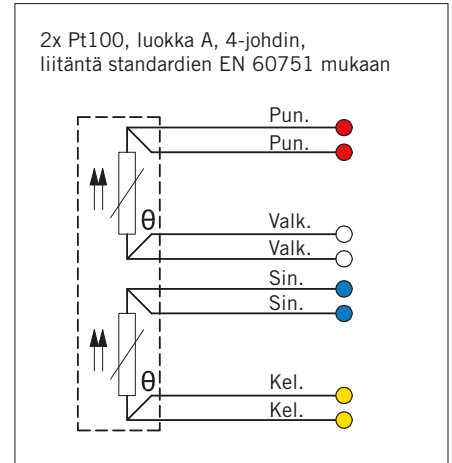 2x Pt100, luokka A, 4-johdin,
liitäntä standardien EN 60751 mukaan
Pun.
Pun.
θ
Valk.
Valk.
Sin.
Sin.
θ
Kel.
Kel.